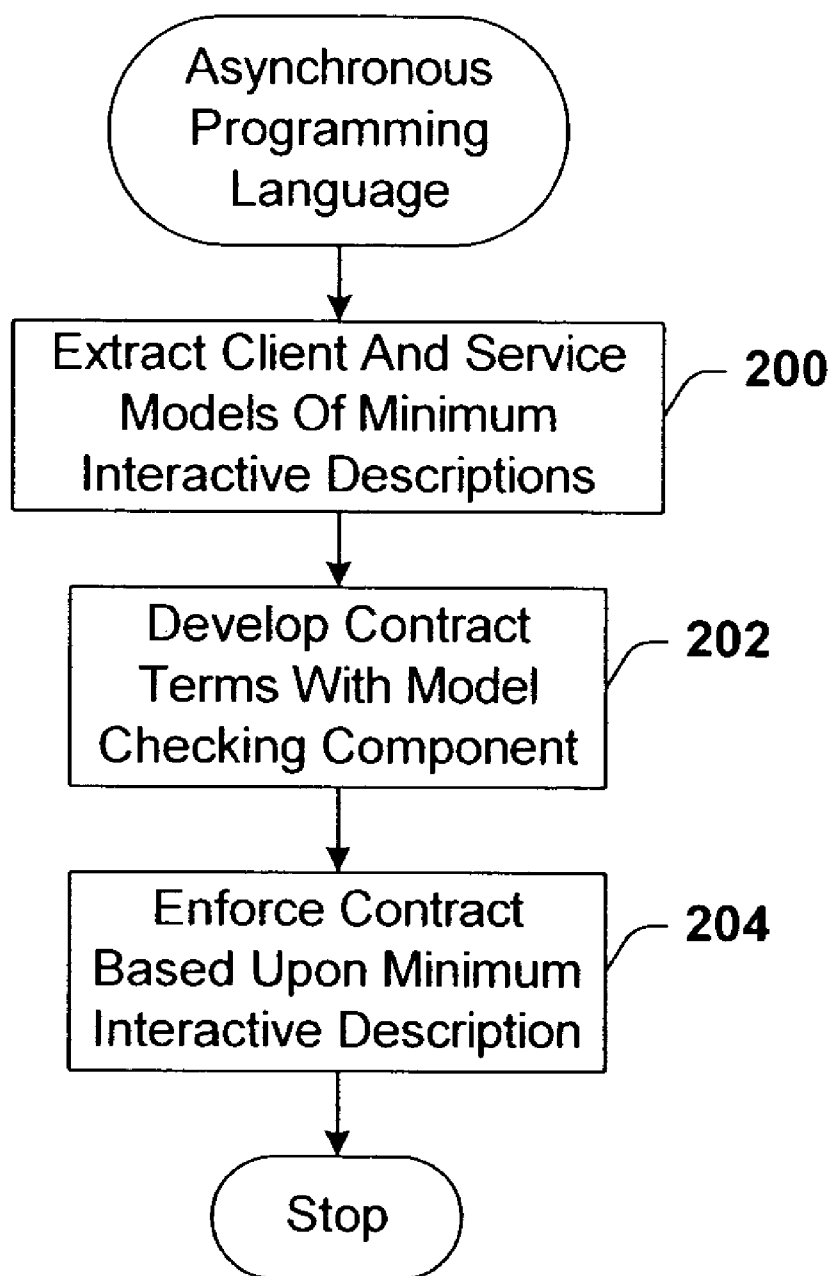 Asynchronous
Programming
Language
Extract Client And Service
Models Of Minimum
Interactive Descriptions
200
Develop Contract
Terms With Model
Checking Component
202
Enforce Contract
Based Upon Minimum
Interactive Description
204
Stop